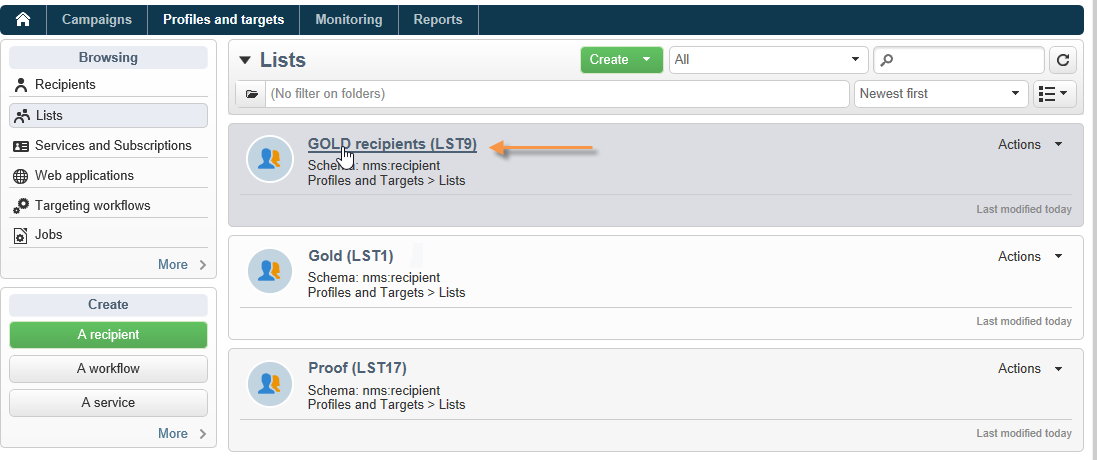 Campaigns Profiles and targets Monitoring Reports
Browsing
Recipients
Lists
Services and Subscriptions
Web applications
Targeting workflows
Jobs
More
Create
A recipient
A workflow
A service
More
Lists Create All
(No filter on folders) Newest first
GOLD recipients (LST9) Actions
Schema: nms:recipient
Profiles and Targets > Lists
Last modified today
Gold (LST1) Actions
Schema: nms:recipient
Profiles and Targets > Lists
Last modified today
Proof (LST17) Actions
Schema: nms:recipient
Profiles and Targets > Lists
Last modified today